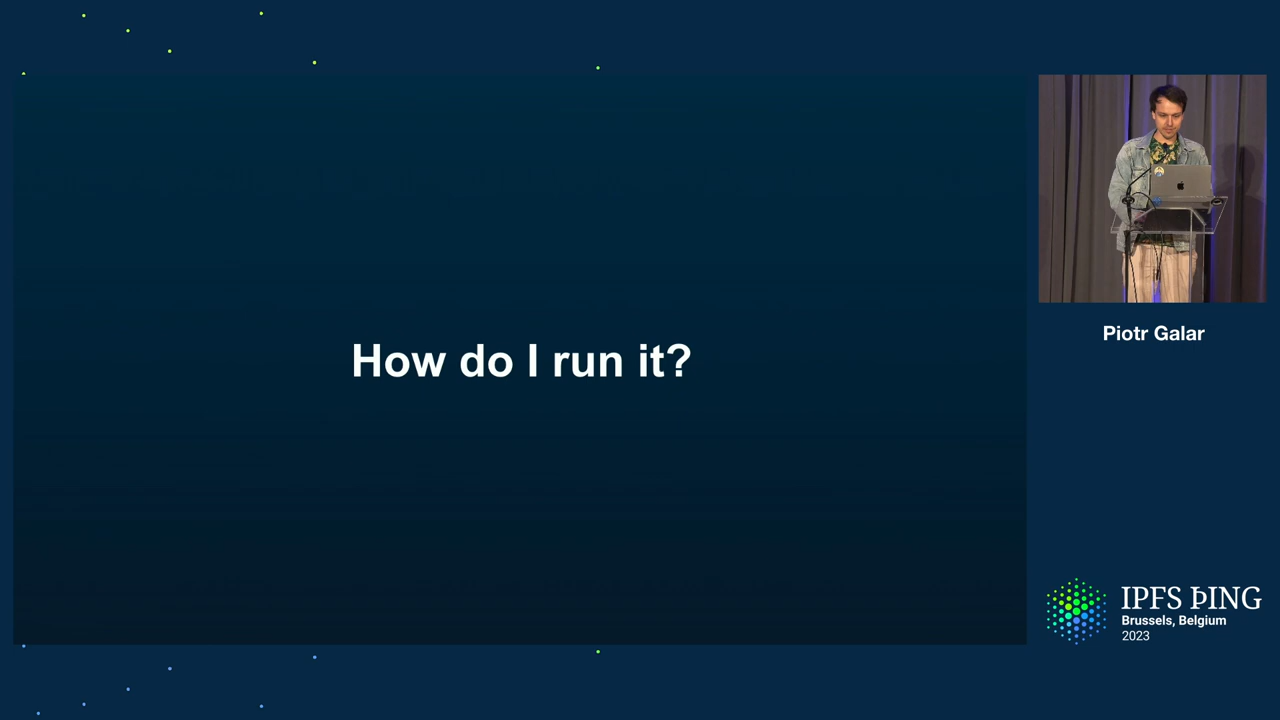 How do I run it?
Piotr Galar
IPFS ÞING
Brussels, Belgium
2023